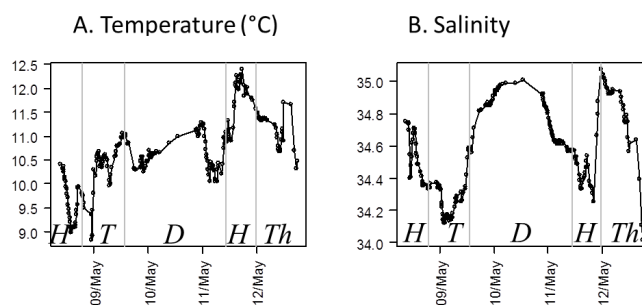 A. Temperature (°C)
B. Salinity
12.5
12.0
11.5
11.0
10.5
10.0
9.5
9.0
H T D H Th
09/May
10/May
11/May
12/May
35.0
34.8
34.6
34.4
34.2
34.0
H T D H Th
09/May
10/May
11/May
12/May